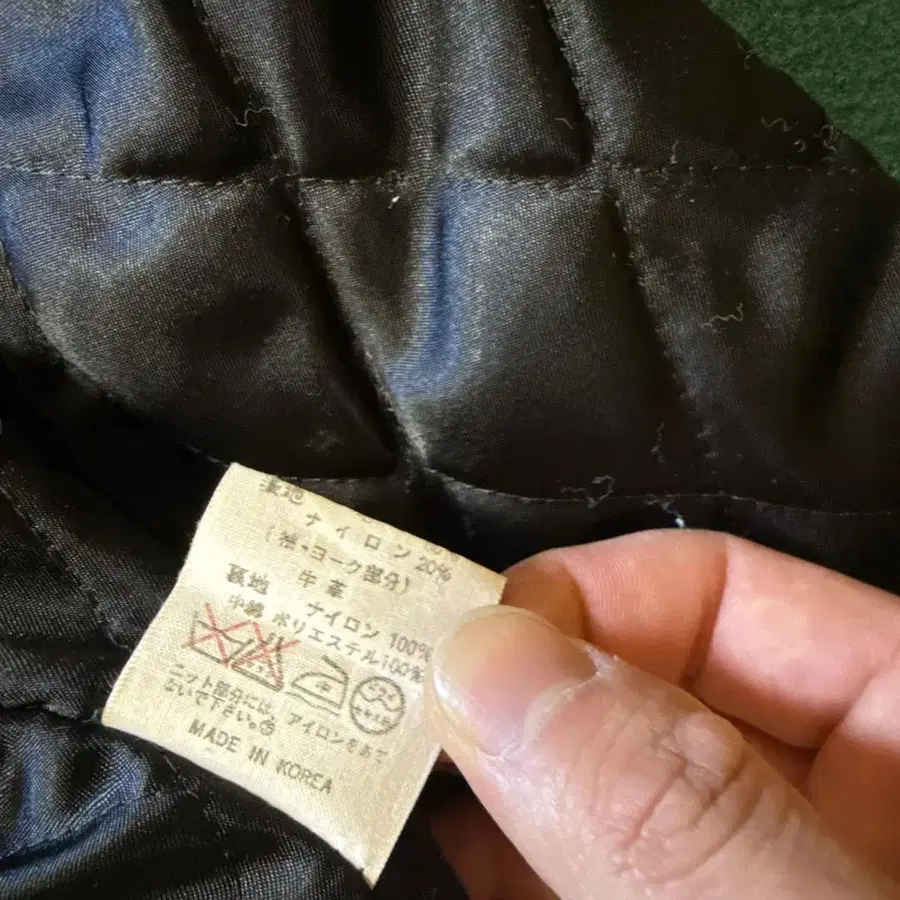 ナイロン 20%
(袖・ヨーク部分)
牛革
裏地 ナイロン 100%
中綿 ポリエステル100%
ニット部分には、アイロンをあて
ないで下さい。
MADE IN KOREA